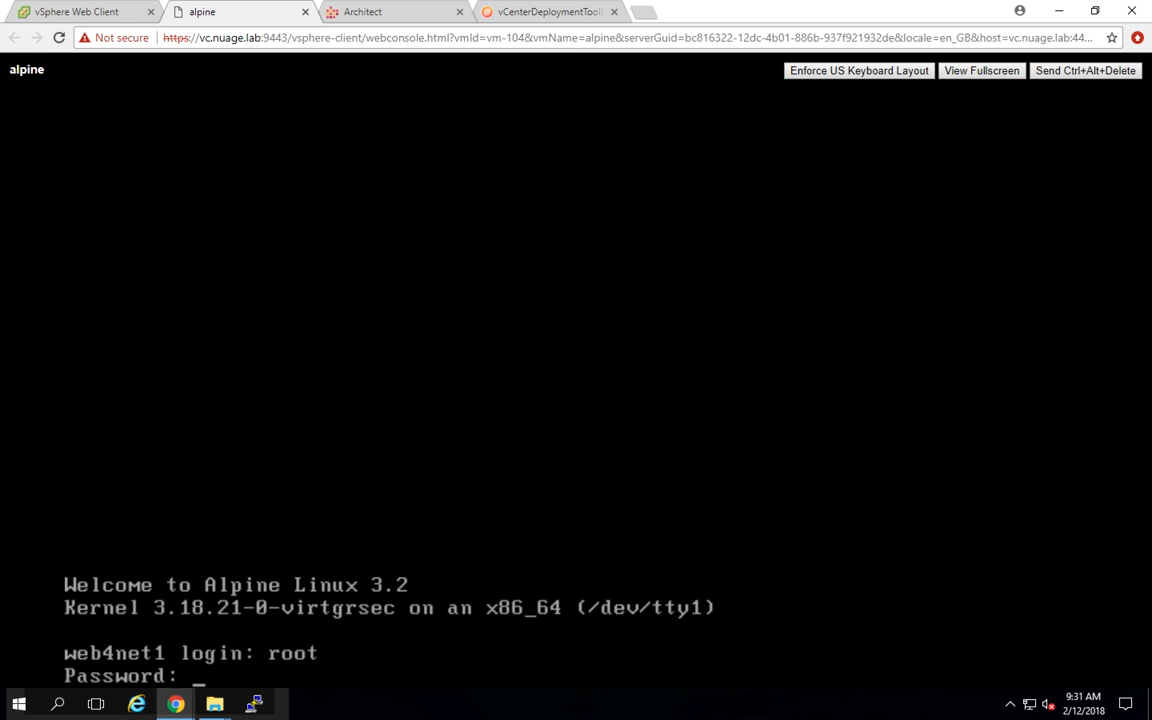 vSphere Web Client
alpine
Architect
vCenterDeploymentTool
Not secure
https://vc.nuage.lab:9443/vsphere-client/webconsole.html?vmId=vm-104&vmName=alpine&serverGuid=bc816322-12dc-4b01-886b-937f921932de&locale=en_GB&host=vc.nuage.lab:44...
alpine
Enforce US Keyboard Layout
View Fullscreen
Send Ctrl+Alt+Delete
Welcome to Alpine Linux 3.2
Kernel 3.18.21-0-virtgrsec on an x86_64 (/dev/tty1)
web4net1 login: root
Password: _
9:31 AM
2/12/2018